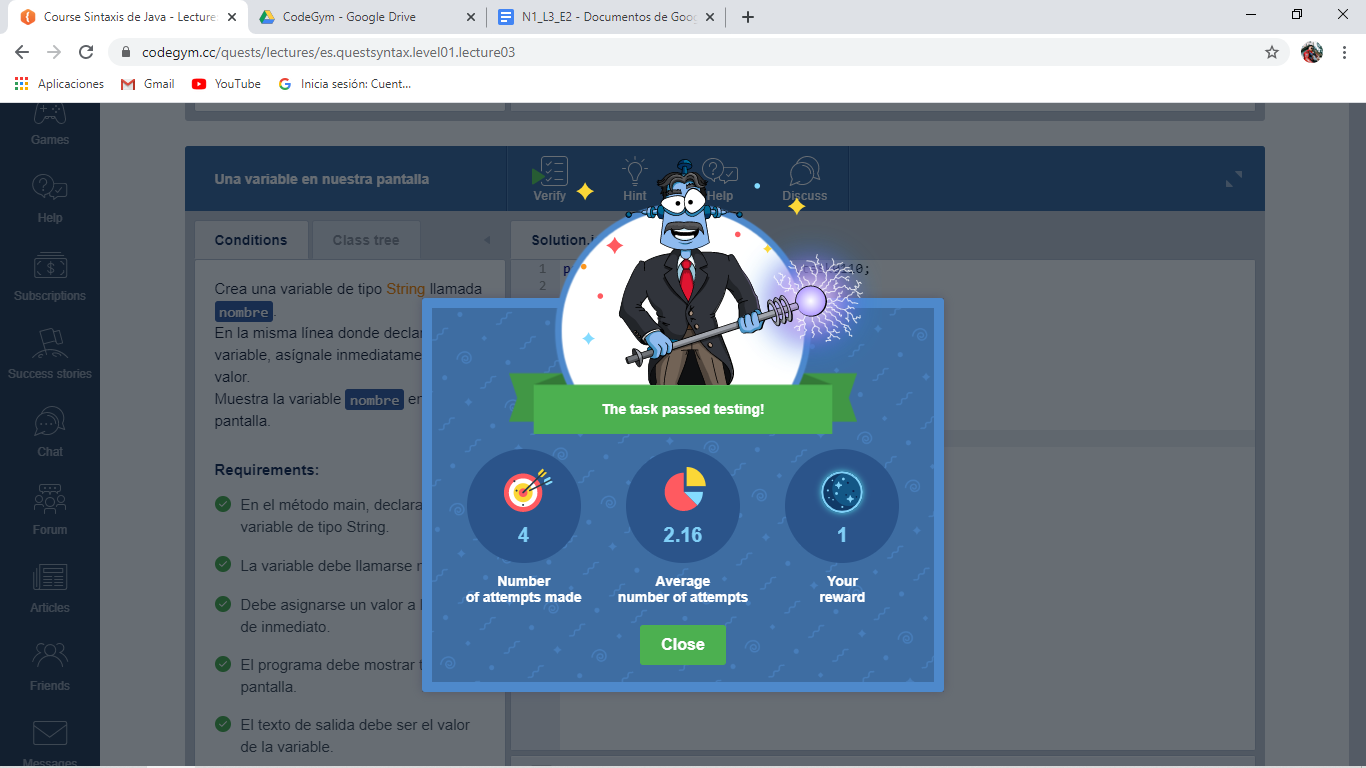 Course Sintaxis de Java - Lecture
CodeGym - Google Drive
N1_L3_E2 - Documentos de Goog
codegym.cc/quests/lectures/es.questsyntax.level01.lecture03
Aplicaciones
Gmail
YouTube
Inicia sesión: Cuent...
Games
Help
Subscriptions
Success stories
Chat
Forum
Articles
Friends
Messages
Una variable en nuestra pantalla
Verify
Hint
Help
Discuss
Conditions
Class tree
Solution.
Crea una variable de tipo String llamada
nombre.
En la misma línea donde declar
variable, asígnale inmediatame
valor.
Muestra la variable nombre en
pantalla.
Requirements:
En el método main, declara
variable de tipo String.
La variable debe llamarse
Debe asignarse un valor a
de inmediato.
El programa debe mostrar
pantalla.
El texto de salida debe ser el valor
de la variable.
1
2
The task passed testing!
4
Number
of attempts made
2.16
Average
number of attempts
1
Your
reward
Close